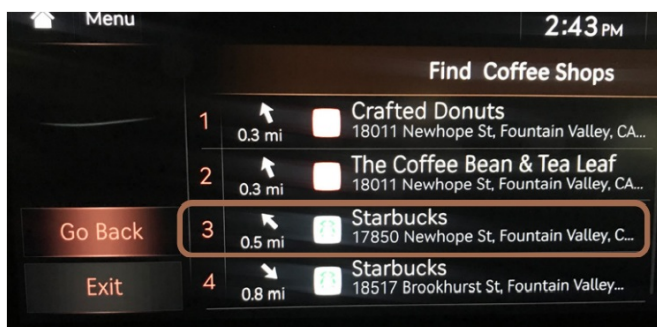 Menu
2:43 PM
Find Coffee Shops
1
0.3 mi
Crafted Donuts
18011 Newhope St, Fountain Valley, CA...
2
0.3 mi
The Coffee Bean & Tea Leaf
18011 Newhope St, Fountain Valley, CA...
Go Back
3
0.5 mi
Starbucks
17850 Newhope St, Fountain Valley, C...
Exit
4
0.8 mi
Starbucks
18517 Brookhurst St, Fountain Valley...